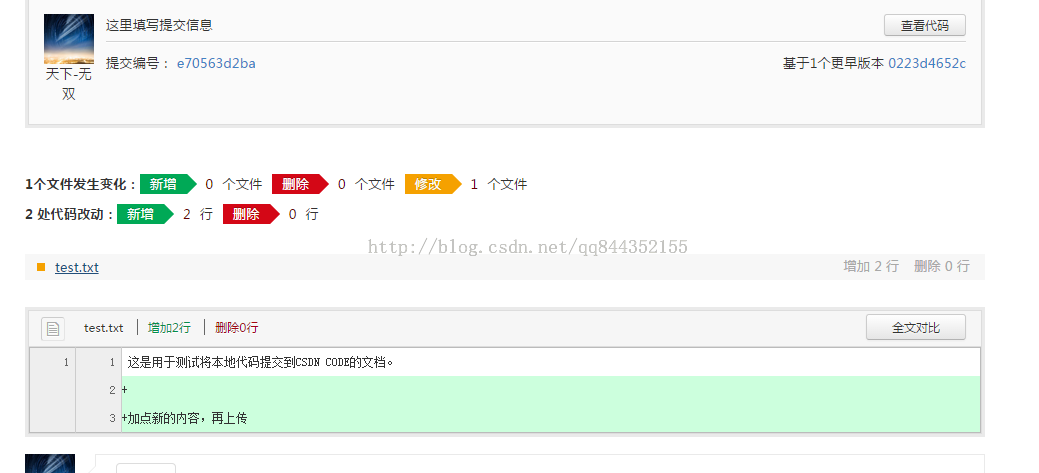 这里填写提交信息 查看代码
天下-无双
提交编号： e70563d2ba 基于1个更早版本 0223d4652c
1个文件发生变化： 新增 0 个文件 删除 0 个文件 修改 1 个文件
2 处代码改动： 新增 2 行 删除 0 行
http://blog.csdn.net/qq844352155
test.txt 增加 2 行 删除 0 行
test.txt 增加2行 删除0行 全文对比
1 1 这是用于测试将本地代码提交到CSDN CODE的文档。
2 +
3 +加点新的内容，再上传